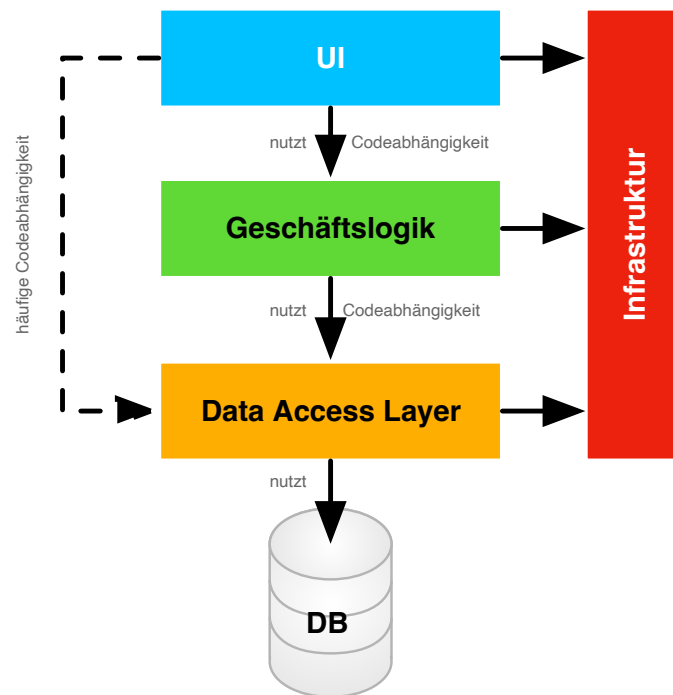 UI
nutzt
Codeabhängigkeit
häufige Codeabhängigkeit
Geschäftslogik
Infrastruktur
nutzt
Codeabhängigkeit
Data Access Layer
nutzt
DB